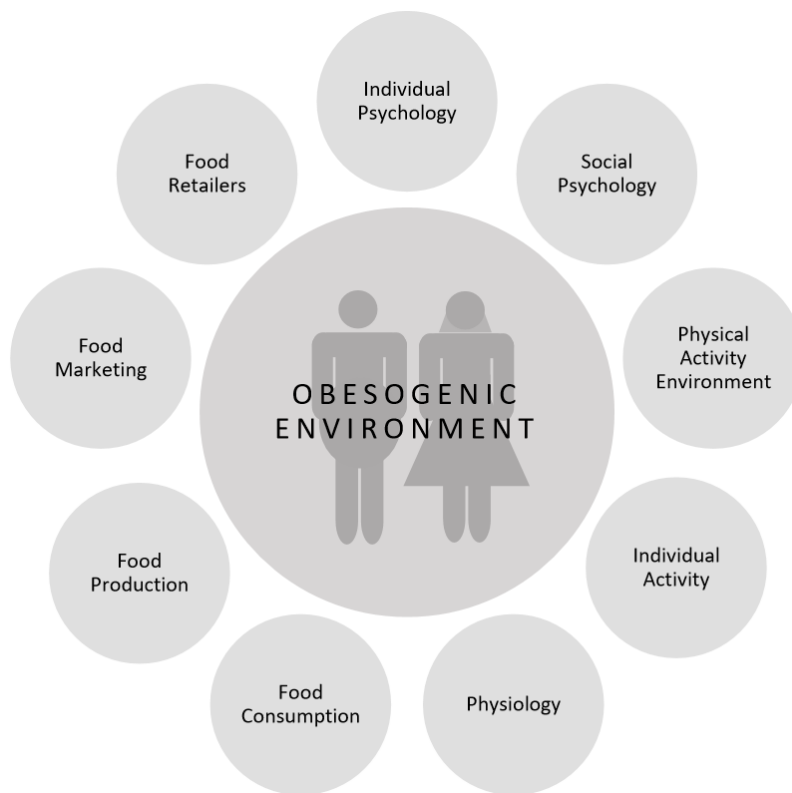 Individual
Psychology
Social
Psychology
Physical
Activity
Environment
Individual
Activity
Physiology
Food
Consumption
Food
Production
Food
Marketing
Food
Retailers
OBESOGENIC
ENVIRONMENT